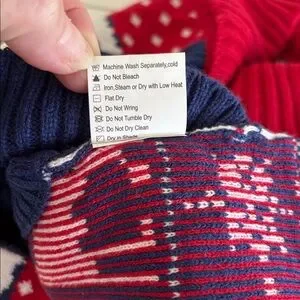 Machine Wash Separately,cold
Do Not Bleach
Iron,Steam or Dry with Low Heat
Flat Dry
Do Not Wring
Do Not Tumble Dry
Do Not Dry Clean
Dry in Shade